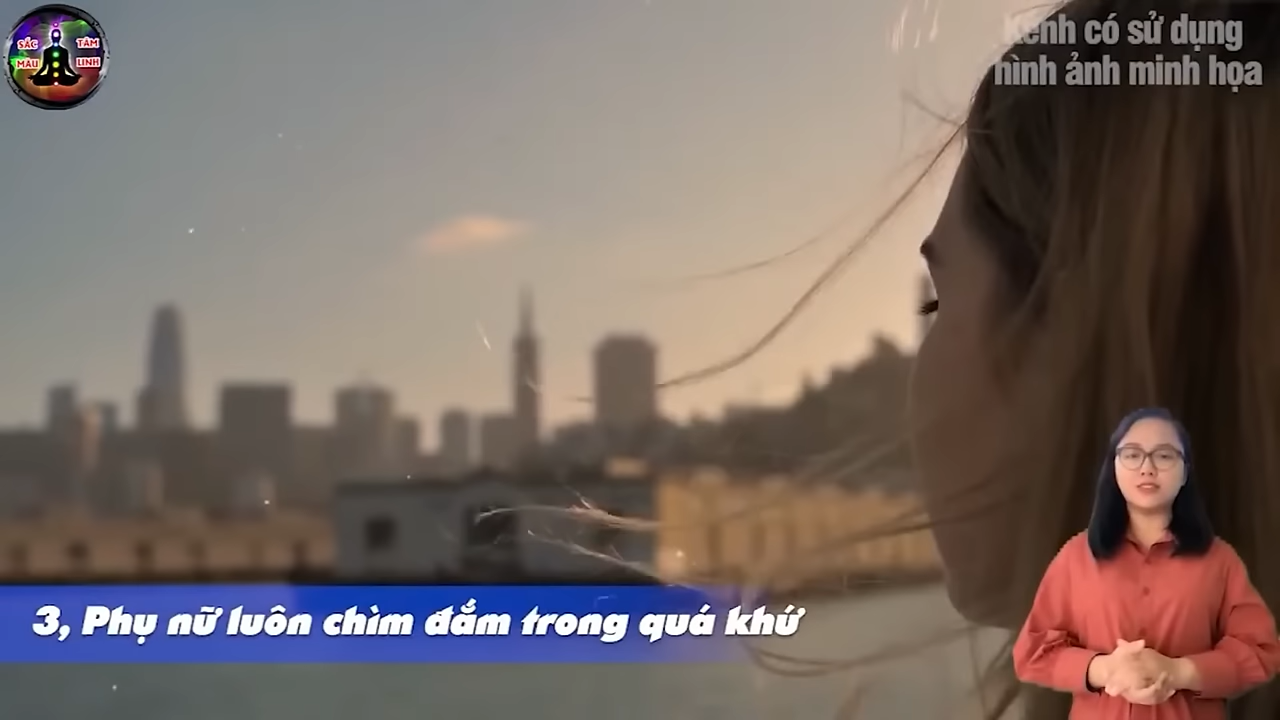 SẮC TÂM
MÀU LINH
Kênh có sử dụng
hình ảnh minh họa
3, Phụ nữ luôn chìm đắm trong quá khứ